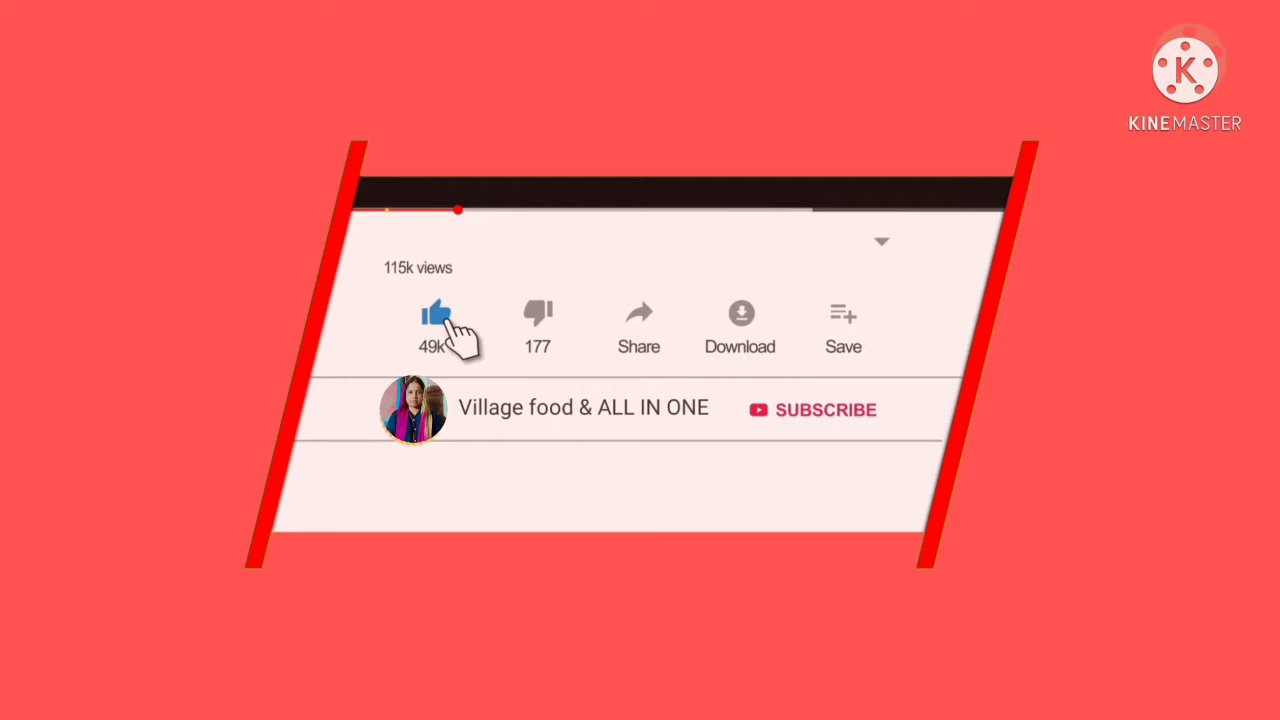 KINEMASTER
115k views
49k 177 Share Download Save
Village food & ALL IN ONE SUBSCRIBE